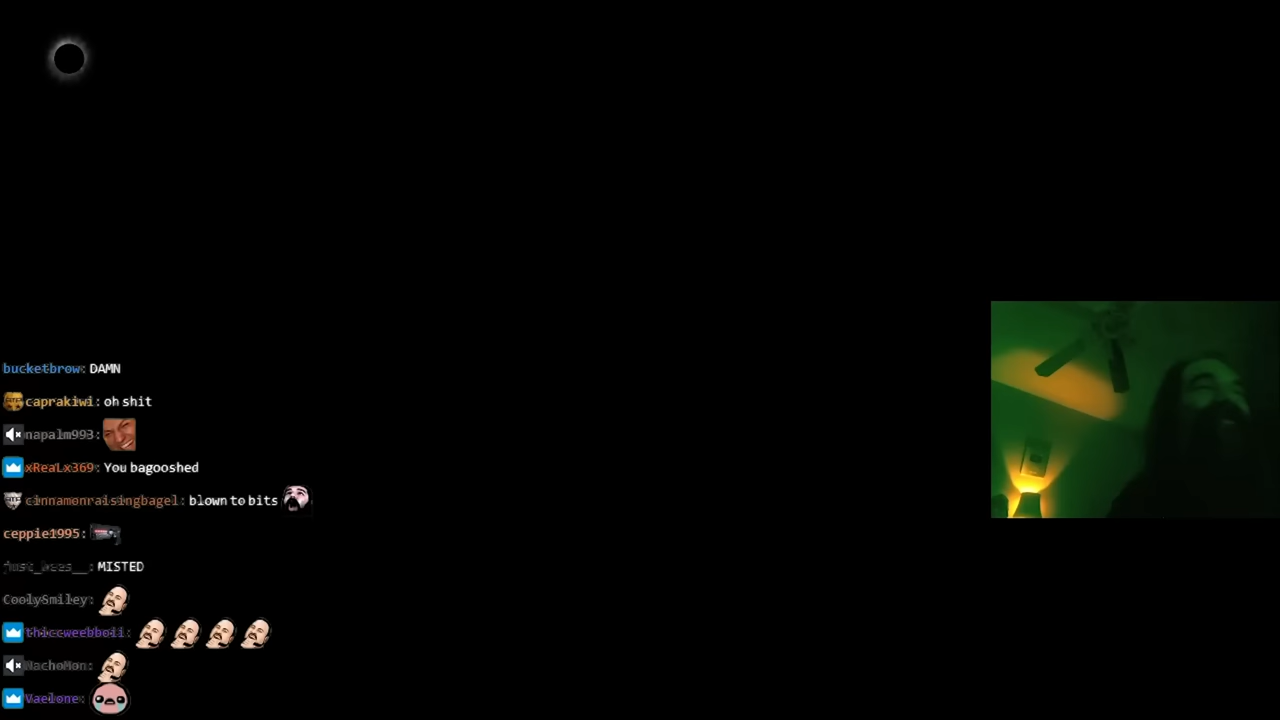 bucketbrow: DAMN
caprakiwi: oh shit
napalm993:
xReaLx369: You bagooshed
cinnamonraisingbagel: blown to bits
ceppie1995:
just_bees__: MISTED
CoolySmiley:
thiccweebboii:
NachoMon:
Vaelone: